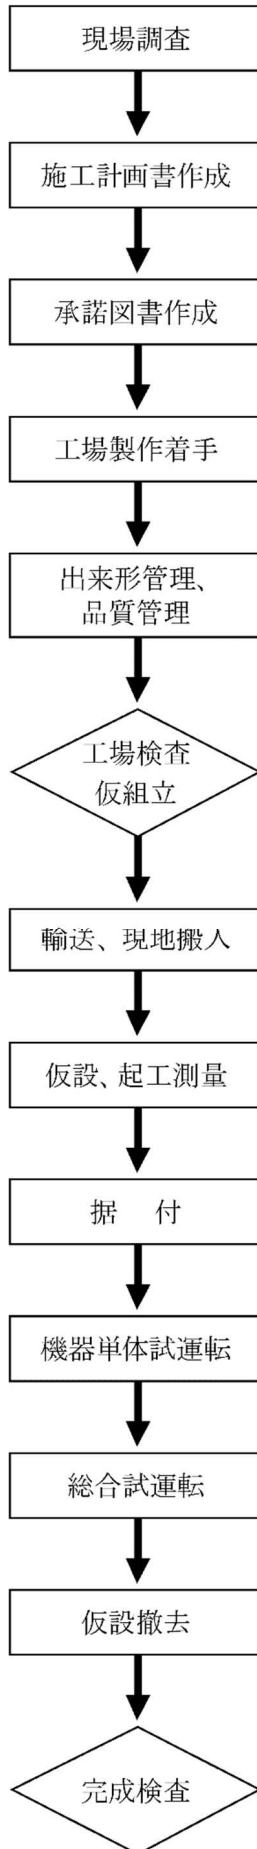 現場調査
施工計画書作成
承諾図書作成
工場製作着手
出来形管理、
品質管理
工場検査
仮組立
輸送、現地搬人
仮設、起工測量
据　付
機器単体試運転
総合試運転
仮設撤去
完成検査